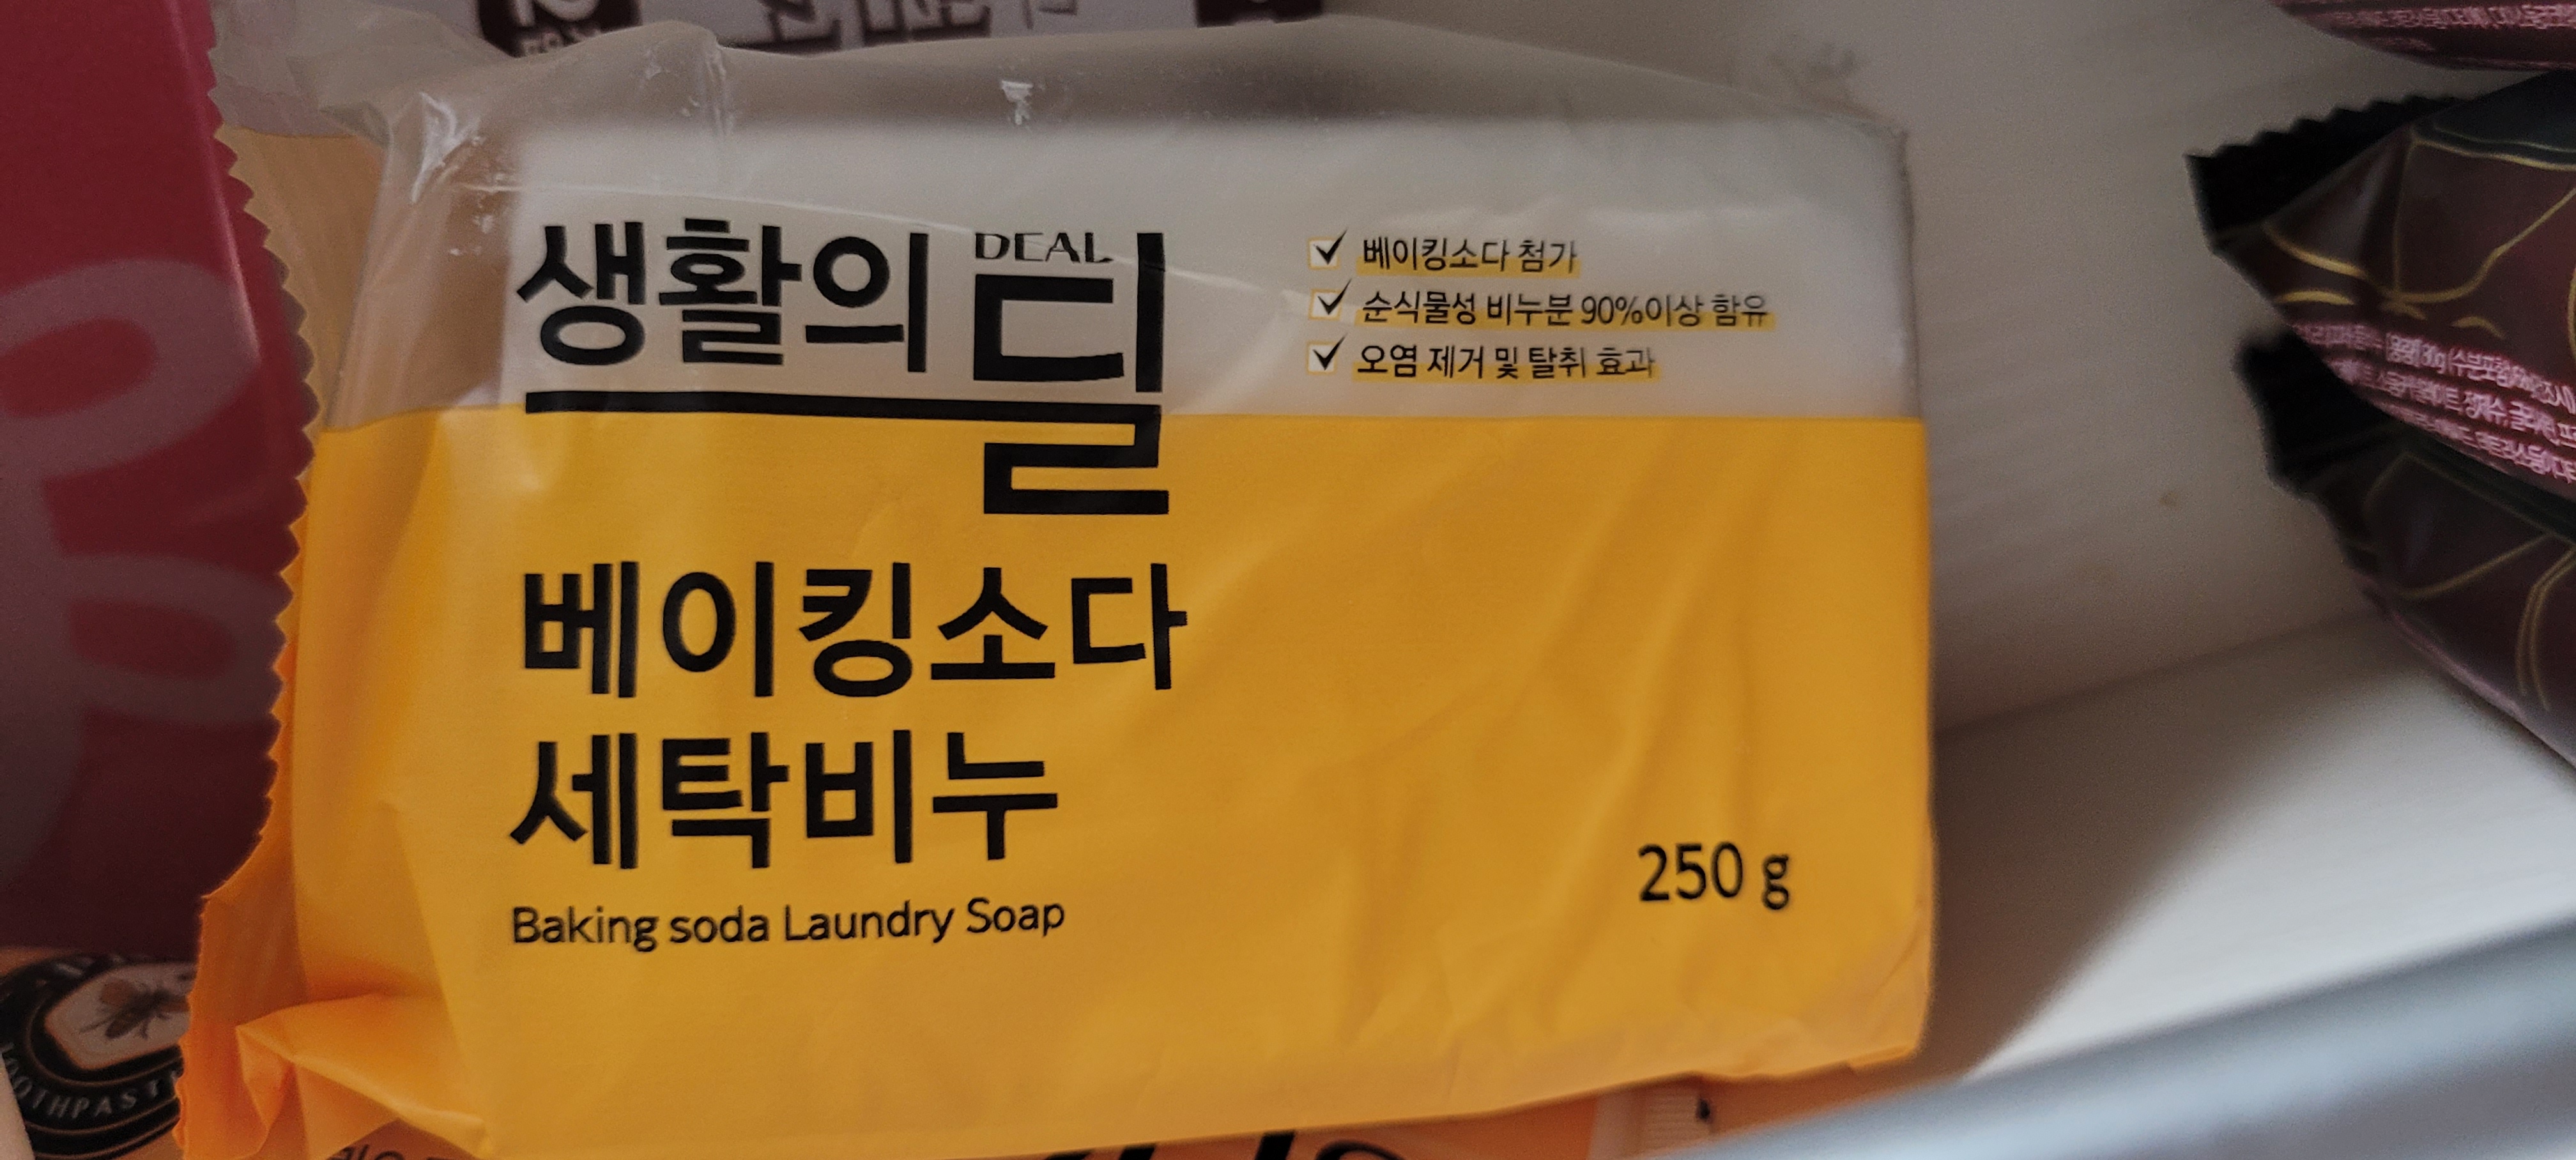 생활의 딜
DEAL
✓ 베이킹소다 첨가
✓ 순식물성 비누분 90%이상 함유
✓ 오염 제거 및 탈취 효과
베이킹소다
세탁비누
Baking soda Laundry Soap
250 g